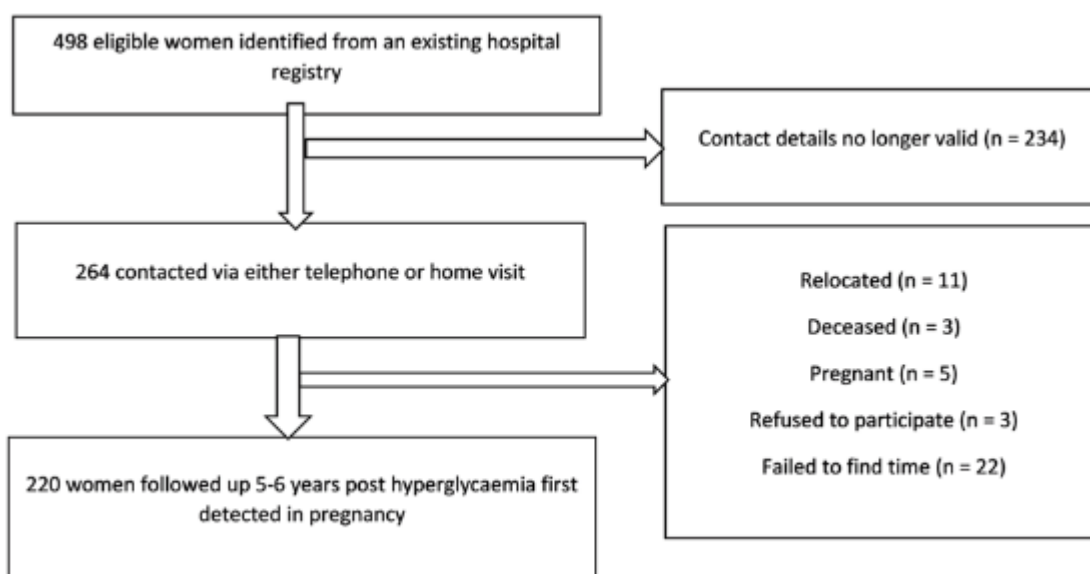 498 eligible women identified from an existing hospital
registry
Contact details no longer valid (n = 234)
264 contacted via either telephone or home visit
Relocated (n = 11)
Deceased (n = 3)
Pregnant (n = 5)
Refused to participate (n = 3)
Failed to find time (n = 22)
220 women followed up 5-6 years post hyperglycaemia first
detected in pregnancy